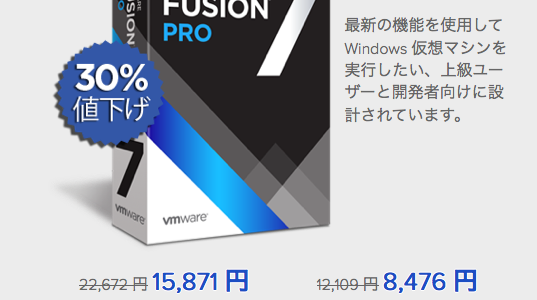 FUSION 7
PRO
FUSION
30%
値下げ
7
vmware
vmware
最新の機能を使用して
Windows 仮想マシンを
実行したい、上級ユー
ザーと開発者向けに設
計されています。
22,672 円 15,871 円
12,109 円 8,476 円